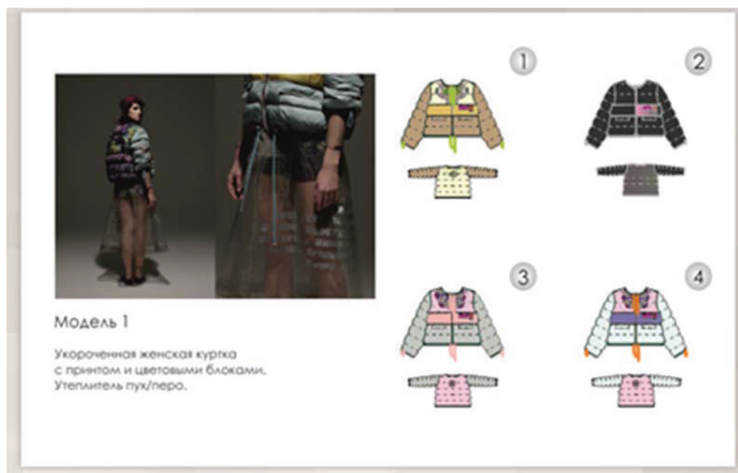 1
2
3
4
Модель 1
Укороченная женская куртка
с принтом и цветовыми блоками.
Утеплитель пух/перо.